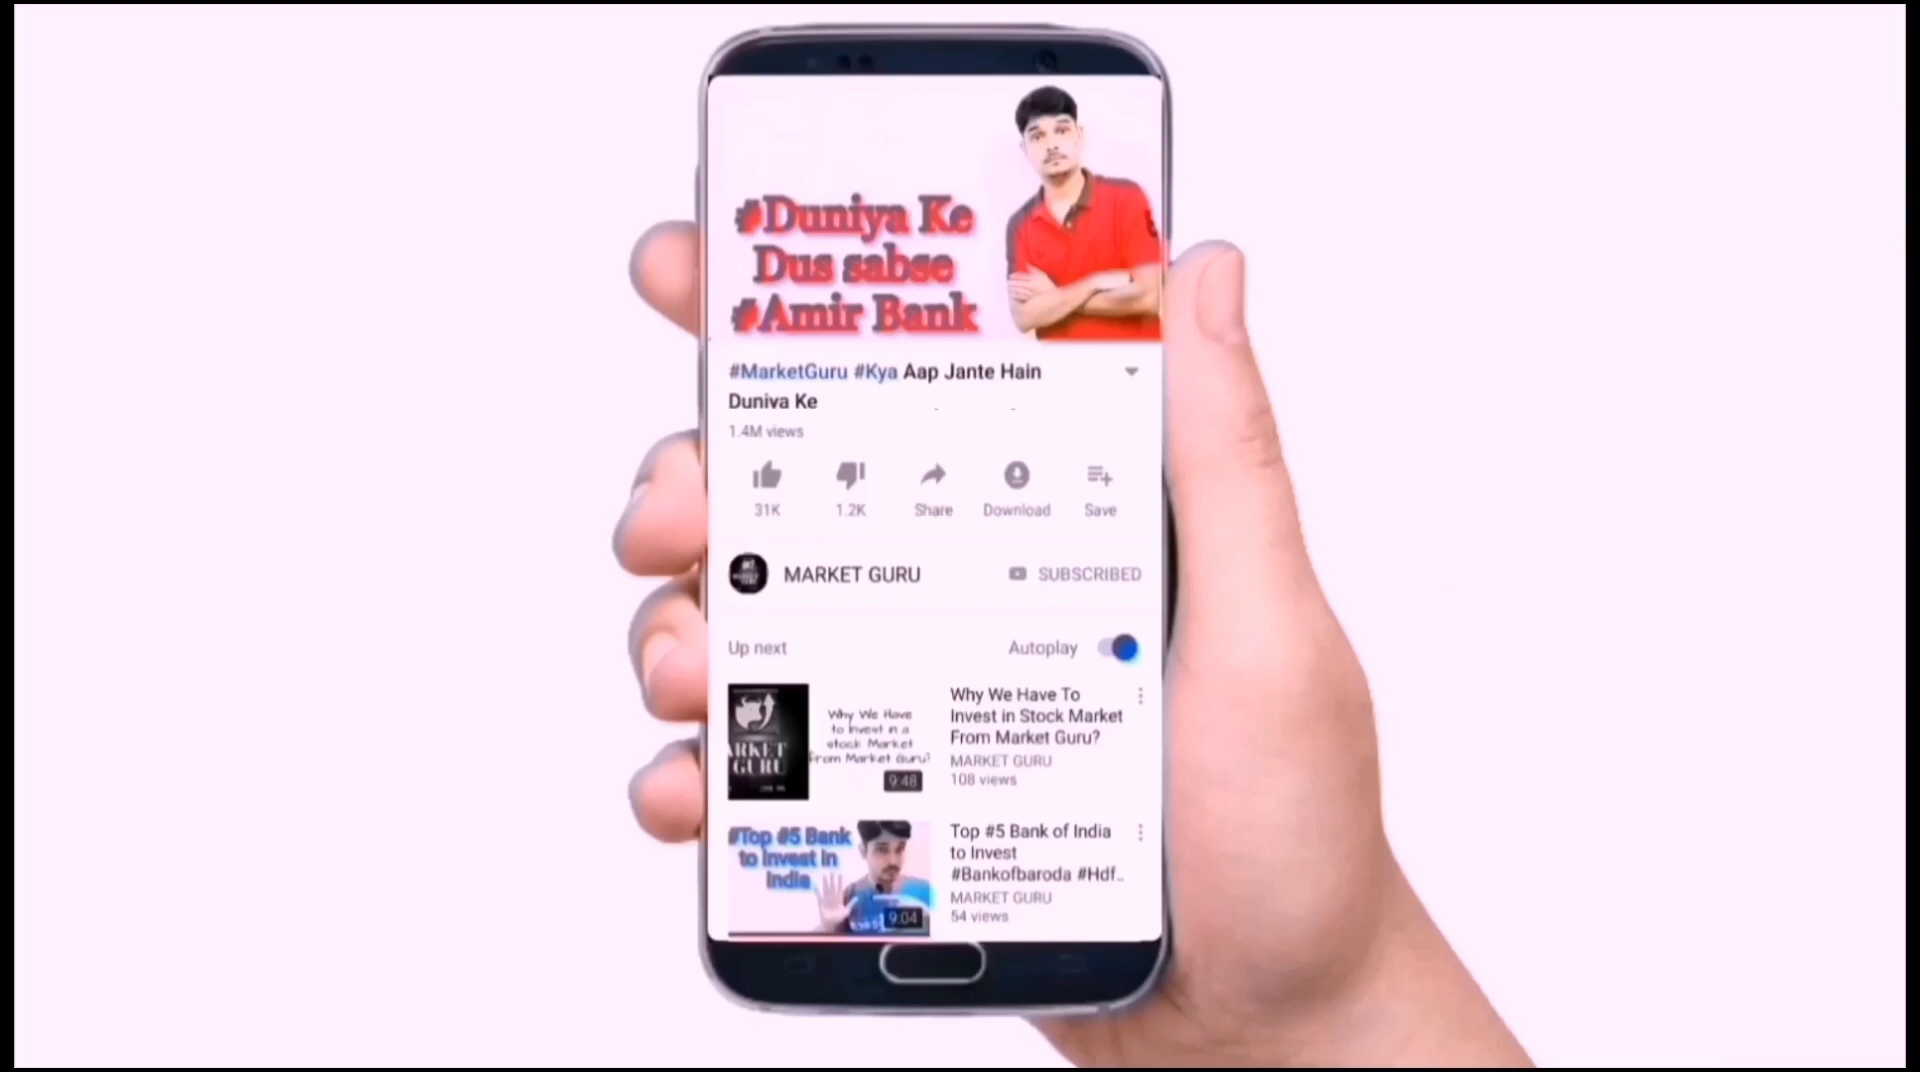 #Duniya Ke
Dus sabse
#Amir Bank
#MarketGuru #Kya Aap Jante Hain
Duniya Ke
1.4M views
31K
1.2K
Share
Download
Save
MARKET GURU
SUBSCRIBED
Up next
Autoplay
ARKET
GURU
Why We Have
to Invest in a
stock Market
From Market Guru?
9:48
Why We Have To
Invest in Stock Market
From Market Guru?
MARKET GURU
108 views
#Top #5 Bank
to Invest in
India
9:04
Top #5 Bank of India
to Invest
#Bankofbaroda #Hdf..
MARKET GURU
54 views